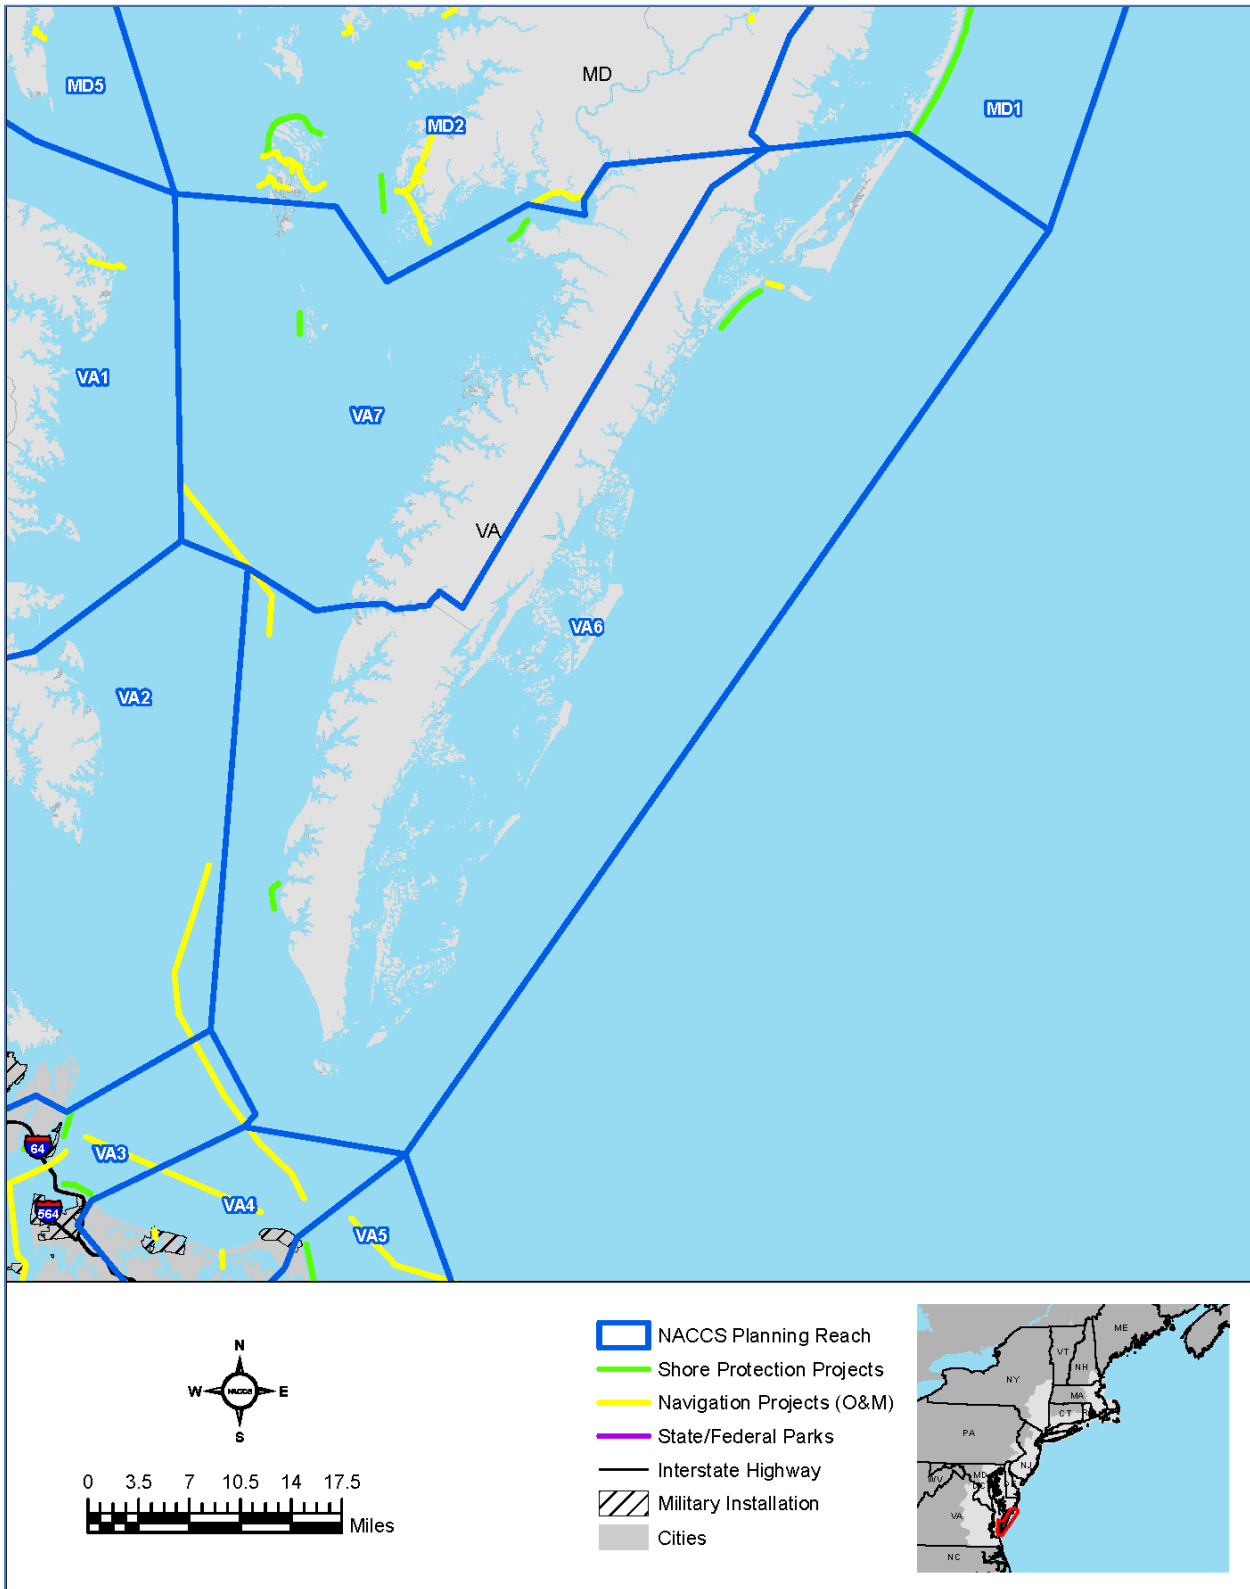 MD
MD5
MD1
MD2
VA1
VA7
VA
VA6
VA2
64
VA3
564
VA4
VA5
N
W
NACCS
E
S
0 3.5 7 10.5 14 17.5
Miles
NACCS Planning Reach
Shore Protection Projects
Navigation Projects (O&M)
State/Federal Parks
Interstate Highway
Military Installation
Cities
ME
VT
NH
NY
MA
CT
PA
NJ
MD
WV
VA
NC